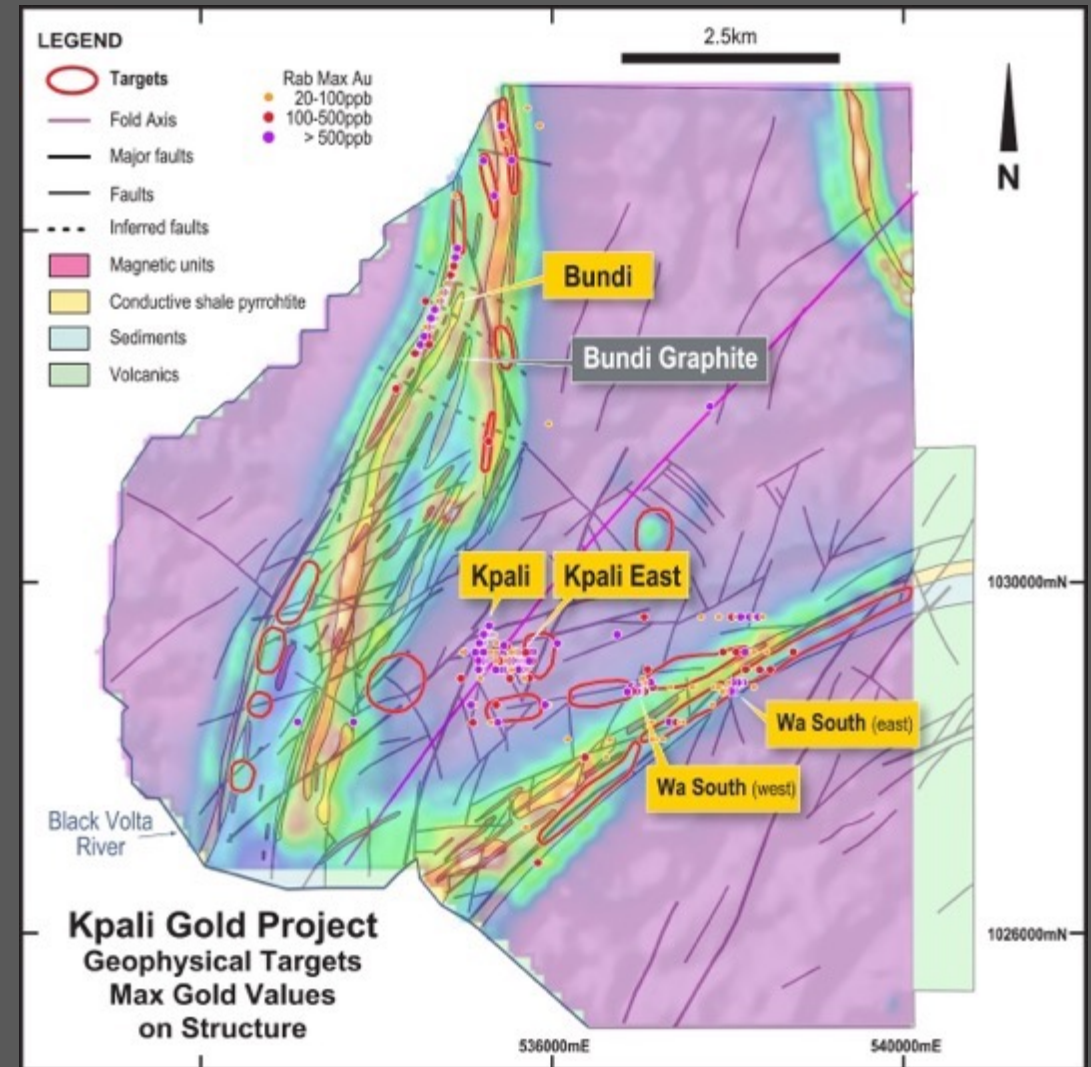 LEGEND
Targets
Fold Axis
Major faults
Faults
Inferred faults
Magnetic units
Conductive shale pyrrohtite
Sediments
Volcanics
Rab Max Au
20-100ppb
100-500ppb
> 500ppb
2.5km
N
Bundi
Bundi Graphite
Kpali
Kpali East
1030000mN
Wa South (east)
Wa South (west)
Black Volta
River
Kpali Gold Project
Geophysical Targets
Max Gold Values
on Structure
1026000mN
536000mE
540000mE